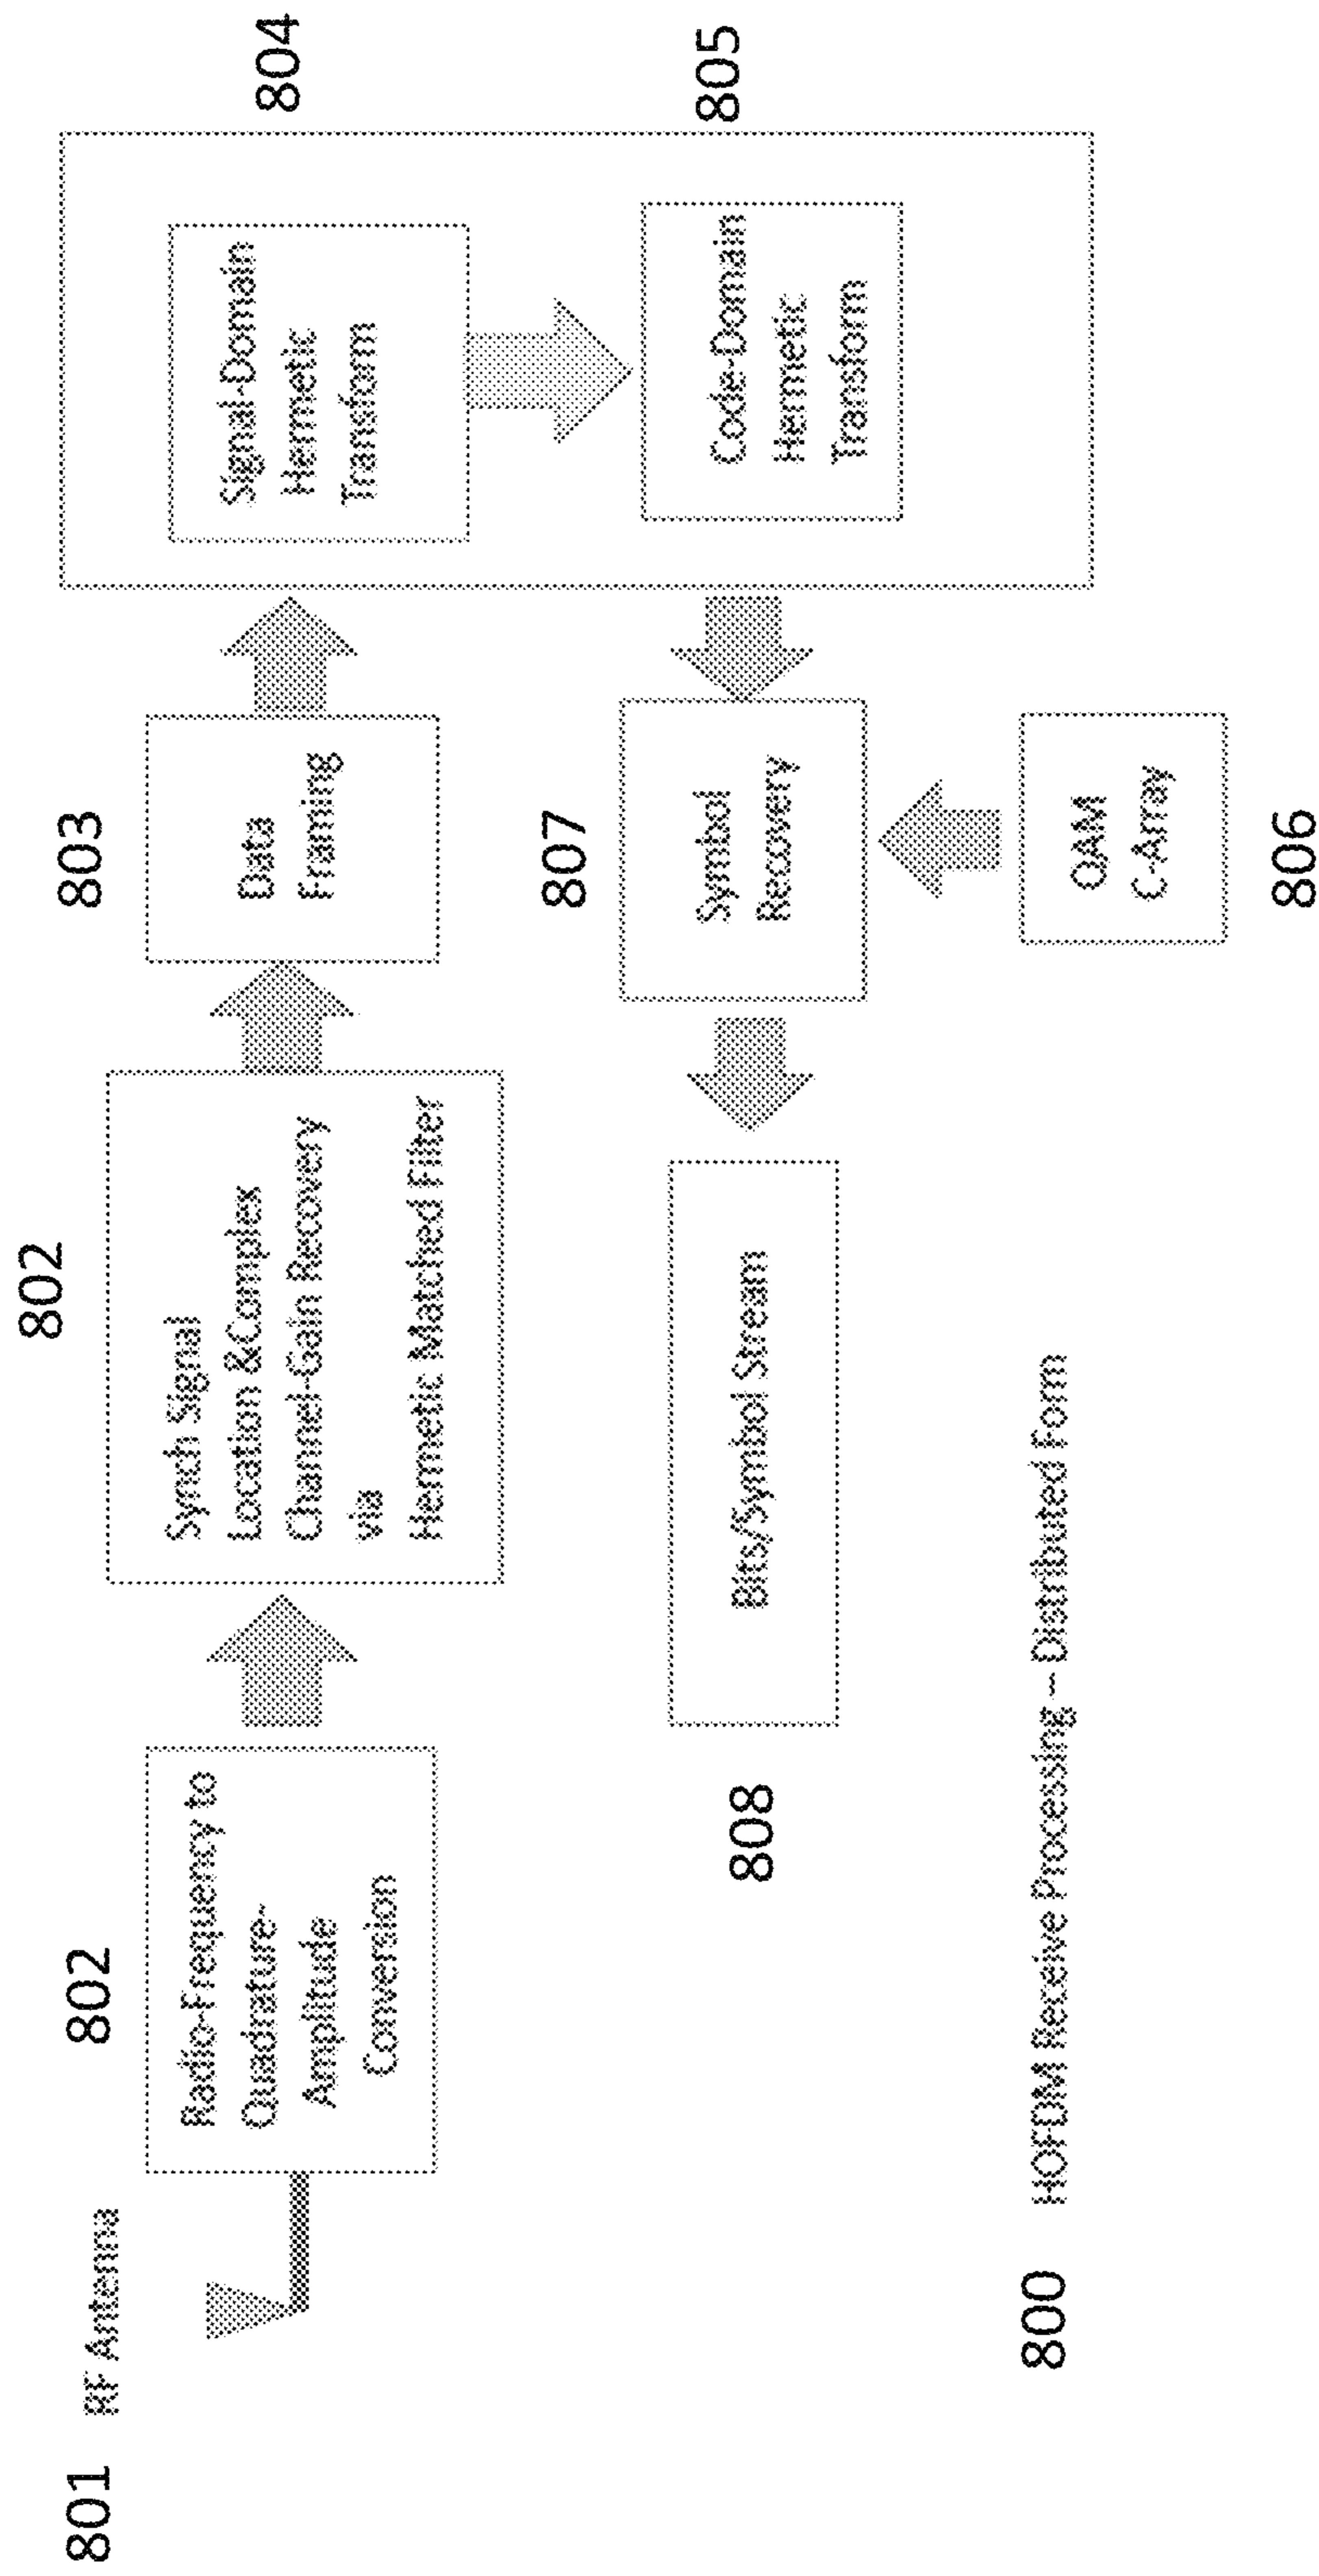 801
RF Antenna
802
Radio-Frequency to
Quadrature-
Amplitude
Conversion
802
Synch Signal
Location &Complex
Channel-Gain Recovery
via
Hermetic Matched Filter
803
Data
Framing
804
Signal-Domain
Hermetic
Transform
805
Code-Domain
Hermetic
Transform
807
Symbol
Recovery
QAM
C-Array
806
808
Bits/Symbol Stream
800
HOFDM Receive Processing – Distributed Form